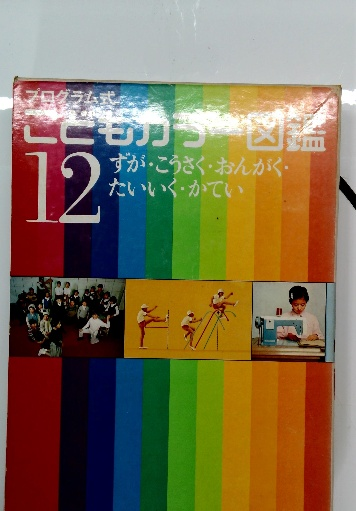 プログラム式
こどもカラー図鑑
12
ずが・こうさく・おんがく・
たいいく・かてい